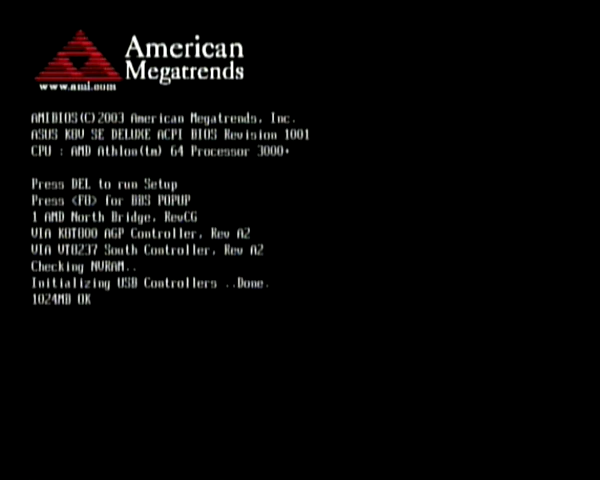 American
Megatrends
www.ami.com
AMIBIOS(C)2003 American Megatrends, Inc.
ASUS K8V SE DELUXE ACPI BIOS Revision 1001
CPU : AMD Athlon(tm) 64 Processor 3000+
Press DEL to run Setup
Press <F8> for BBS POPUP
1 AMD North Bridge, RevCG
VIA K8T800 AGP Controller, Rev A2
VIA VT8237 South Controller, Rev A2
Checking NVRAM..
Initializing USB Controllers ..Done.
1024MB OK